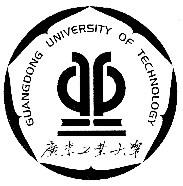 GUANGDONG UNIVERSITY OF TECHNOLOGY
廣東工業大學